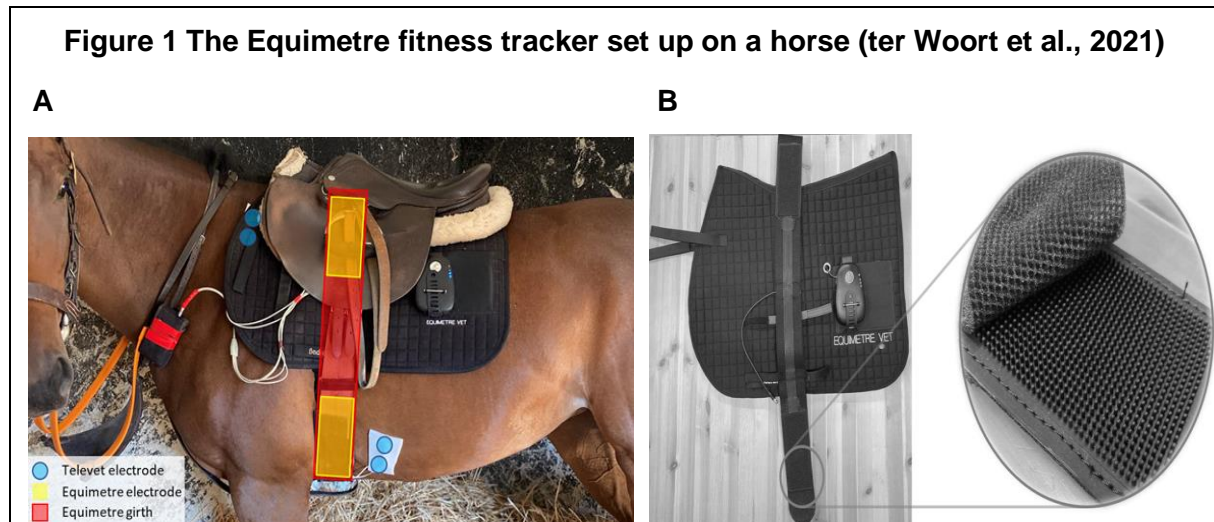 Figure 1 The Equimetre fitness tracker set up on a horse (ter Woort et al., 2021)
A
B
EQUIMETRE VET
Televet electrode
Equimetre electrode
Equimetre girth
EQUIMETRE VET